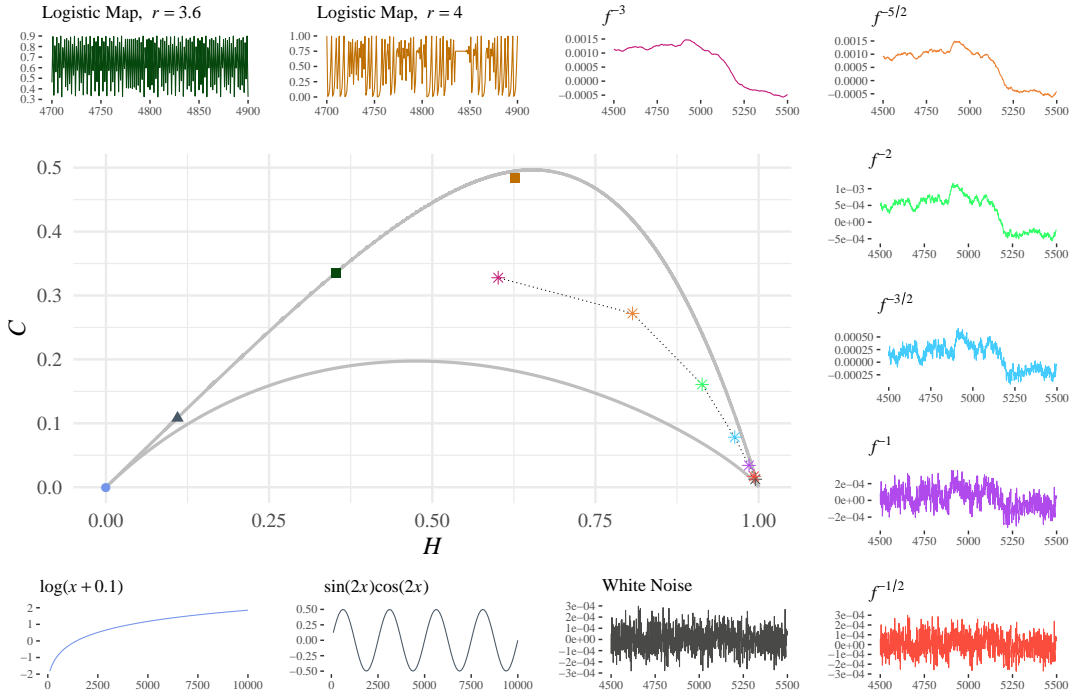 Logistic Map, r = 3.6
0.9
0.8
0.7
0.6
0.5
0.4
0.3
4700 4750 4800 4850 4900
Logistic Map, r = 4
1.00
0.75
0.50
0.25
0.00
4700 4750 4800 4850 4900
f⁻³
0.0015
0.0010
0.0005
0.0000
−0.0005
4500 4750 5000 5250 5500
f⁻⁵ᐟ²
0.0015
0.0010
0.0005
0.0000
−0.0005
4500 4750 5000 5250 5500
0.5
0.4
0.3
0.2
0.1
0.0
C
0.00 0.25 0.50 0.75 1.00
H
f⁻²
1e−03
5e−04
0e+00
−5e−04
4500 4750 5000 5250 5500
f⁻³ᐟ²
0.00050
0.00025
0.00000
−0.00025
4500 4750 5000 5250 5500
f⁻¹
2e−04
0e+00
−2e−04
4500 4750 5000 5250 5500
log(x + 0.1)
2
1
0
−1
−2
0 2500 5000 7500 10000
sin(2x)cos(2x)
0.50
0.25
0.00
−0.25
−0.50
0 2500 5000 7500 10000
White Noise
3e−04
2e−04
1e−04
0e+00
−1e−04
−2e−04
−3e−04
4500 4750 5000 5250 5500
f⁻¹ᐟ²
3e−04
2e−04
1e−04
0e+00
−1e−04
−2e−04
−3e−04
4500 4750 5000 5250 5500